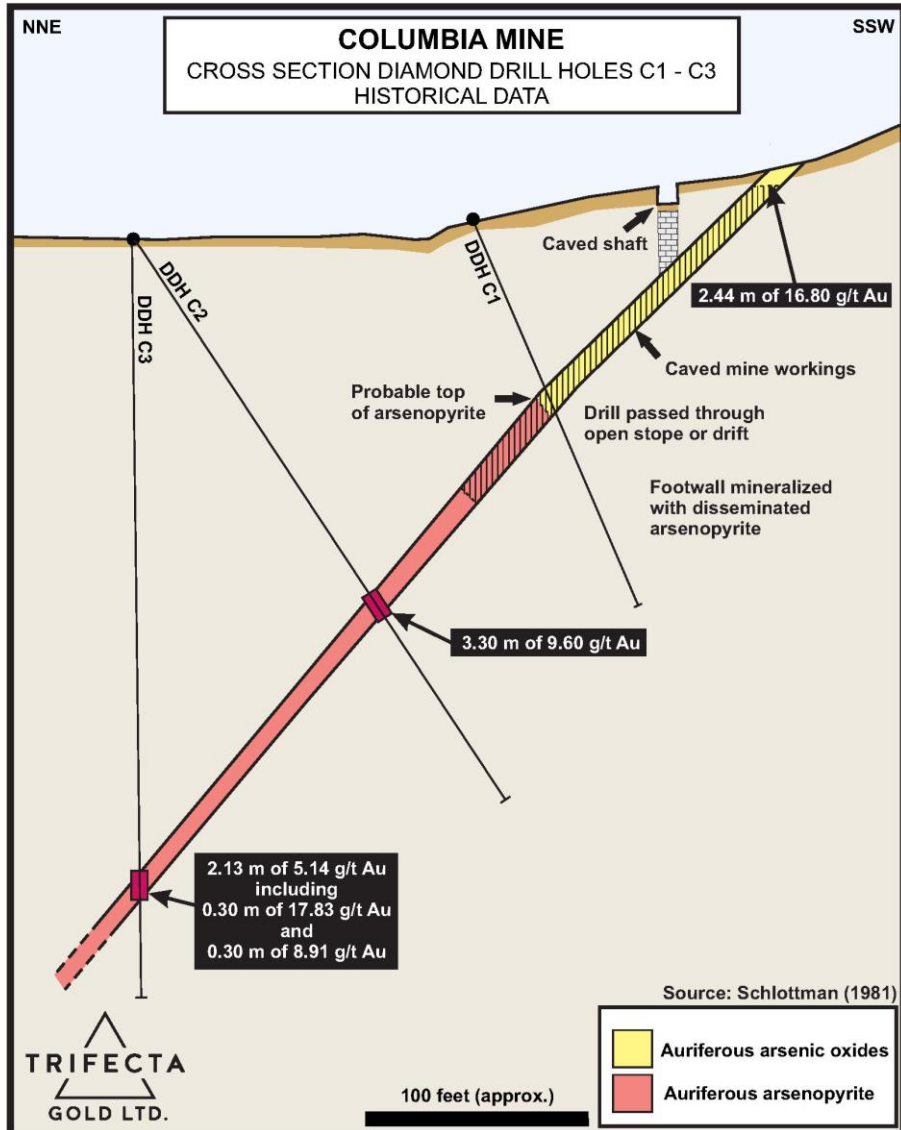 NNE
SSW
COLUMBIA MINE
CROSS SECTION DIAMOND DRILL HOLES C1 - C3
HISTORICAL DATA
DDH C3
DDH C2
DDH C1
Caved shaft
2.44 m of 16.80 g/t Au
Caved mine workings
Probable top
of arsenopyrite
Drill passed through
open stope or drift
Footwall mineralized
with disseminated
arsenopyrite
3.30 m of 9.60 g/t Au
2.13 m of 5.14 g/t Au
including
0.30 m of 17.83 g/t Au
and
0.30 m of 8.91 g/t Au
Source: Schlottman (1981)
Auriferous arsenic oxides
Auriferous arsenopyrite
100 feet (approx.)
TRIFECTA
GOLD LTD.